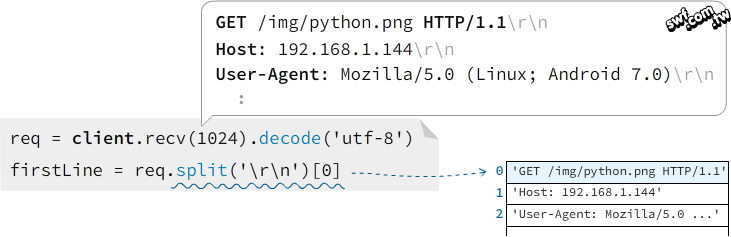 GET /img/python.png HTTP/1.1\r\n
Host: 192.168.1.144\r\n
User-Agent: Mozilla/5.0 (Linux; Android 7.0)\r\n
:
swf.com.tw
req = client.recv(1024).decode('utf-8')
firstLine = req.split('\r\n')[0]
0 'GET /img/python.png HTTP/1.1'
1 'Host: 192.168.1.144'
2 'User-Agent: Mozilla/5.0 ...'